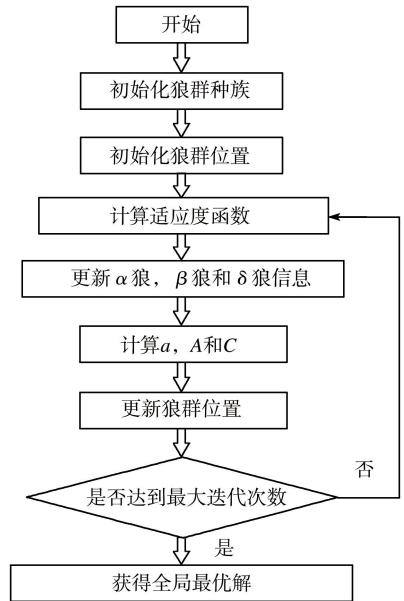 开始
初始化狼群种族
初始化狼群位置
计算适应度函数
更新α狼，β狼和δ狼信息
计算a，A和C
更新狼群位置
是否达到最大迭代次数
否
是
获得全局最优解